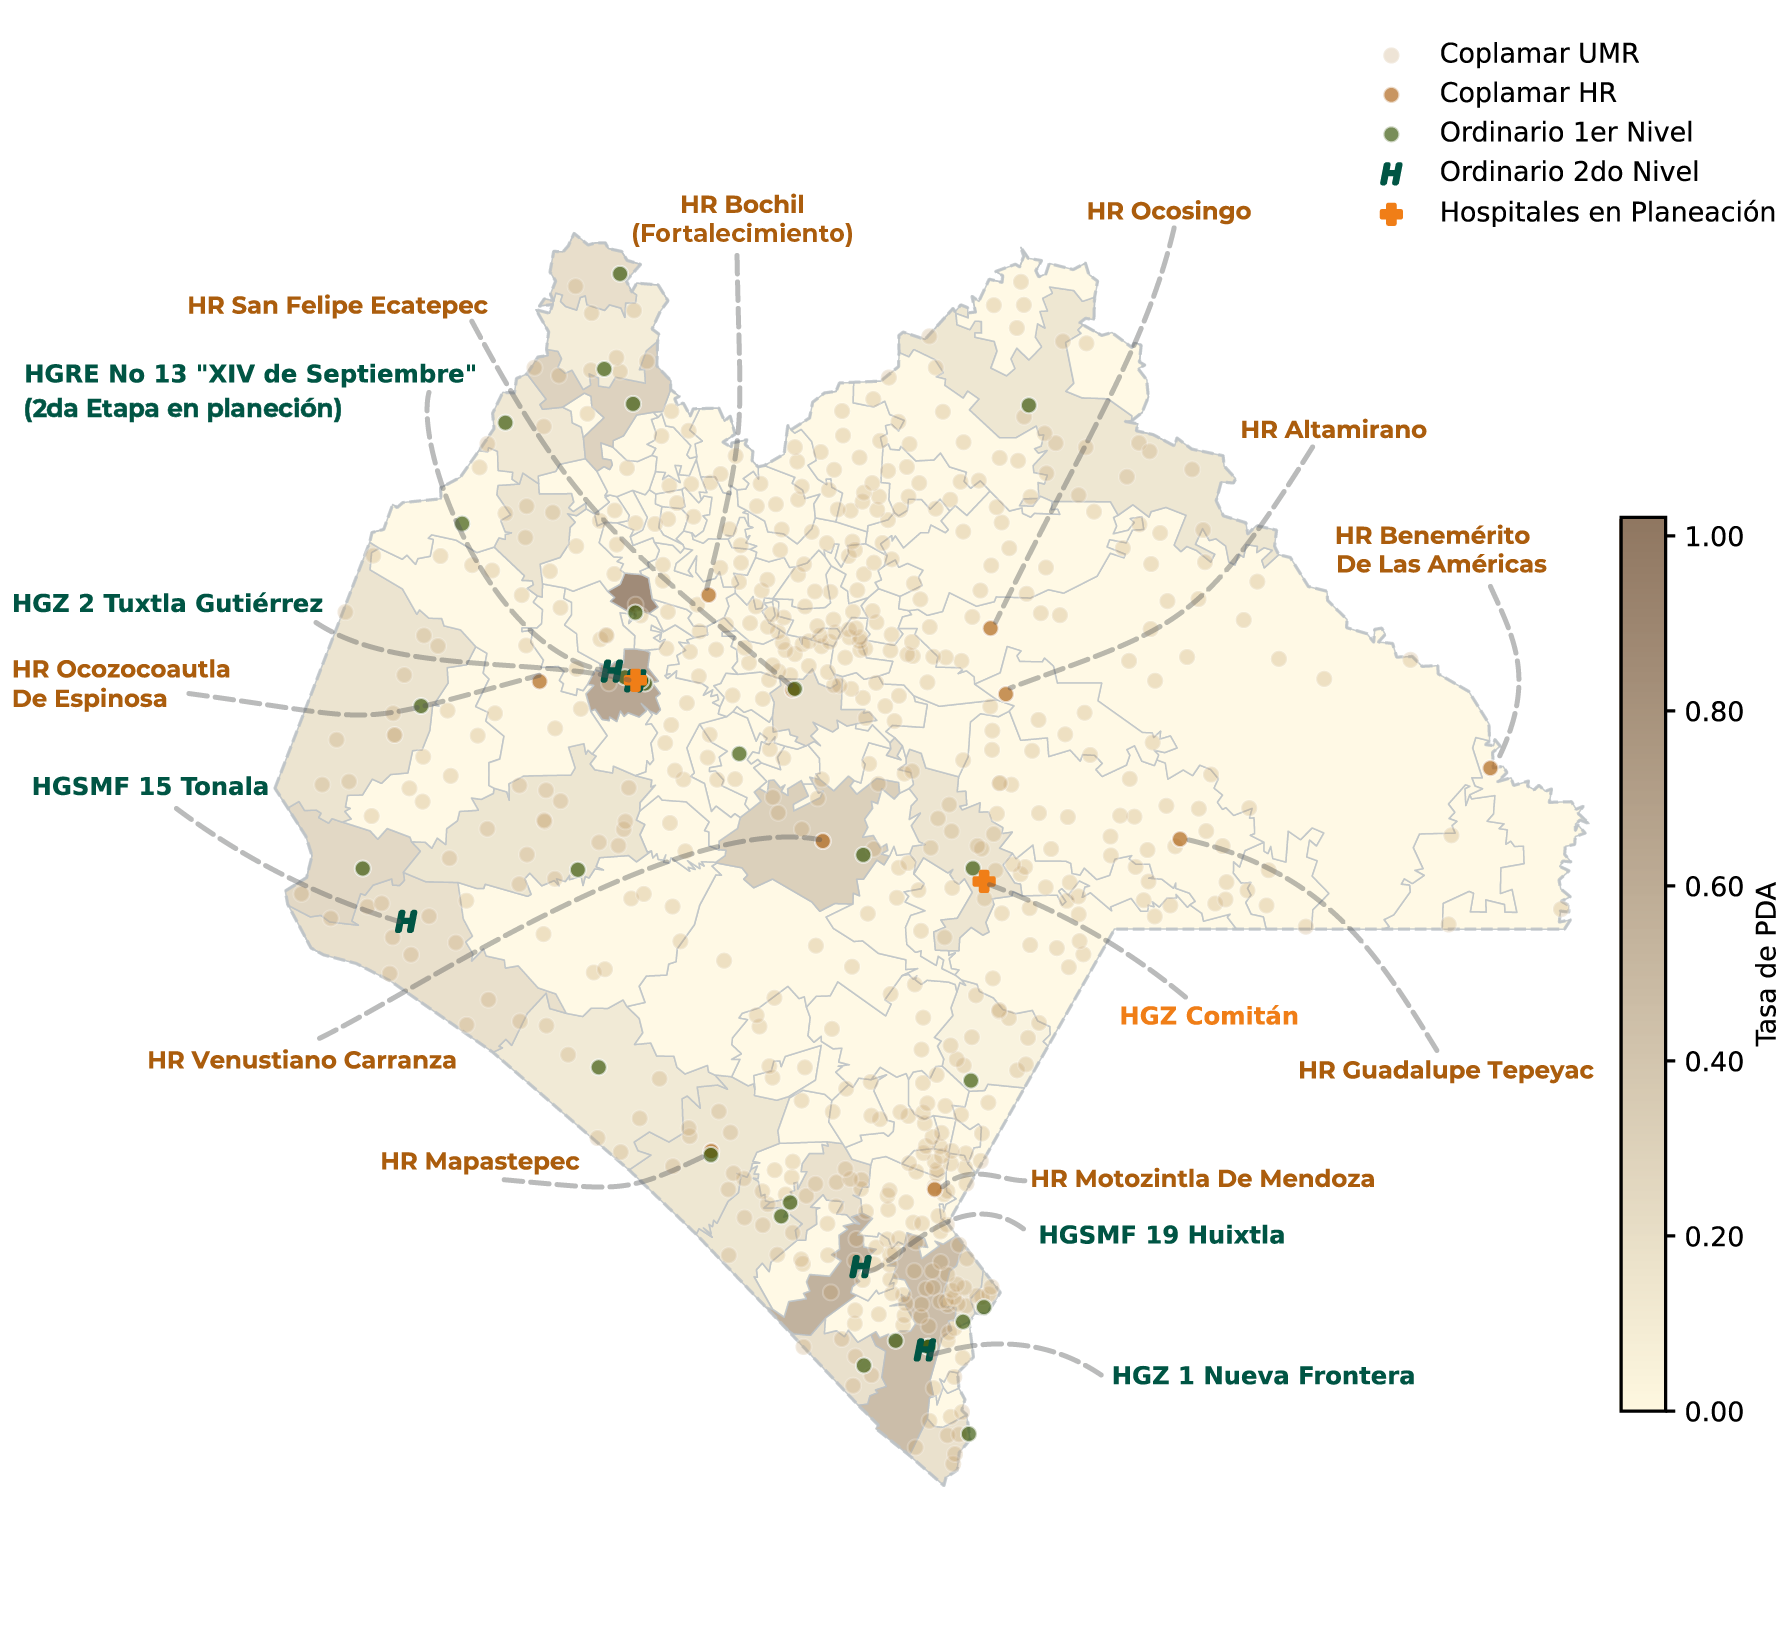 Coplamar UMR
Coplamar HR
Ordinario 1er Nivel
Ordinario 2do Nivel
Hospitales en Planeación
HR Bochil
(Fortalecimiento)
HR Ocosingo
HR San Felipe Ecatepec
HGRE No 13 "XIV de Septiembre"
(2da Etapa en planeción)
HR Altamirano
HR Benemérito
De Las Américas
HGZ 2 Tuxtla Gutiérrez
HR Ocozocoautla
De Espinosa
HGSMF 15 Tonala
HR Venustiano Carranza
HGZ Comitán
HR Guadalupe Tepeyac
HR Mapastepec
HR Motozintla De Mendoza
HGSMF 19 Huixtla
HGZ 1 Nueva Frontera
H
H
H
H
1.00
0.80
0.60
0.40
0.20
0.00
Tasa de PDA